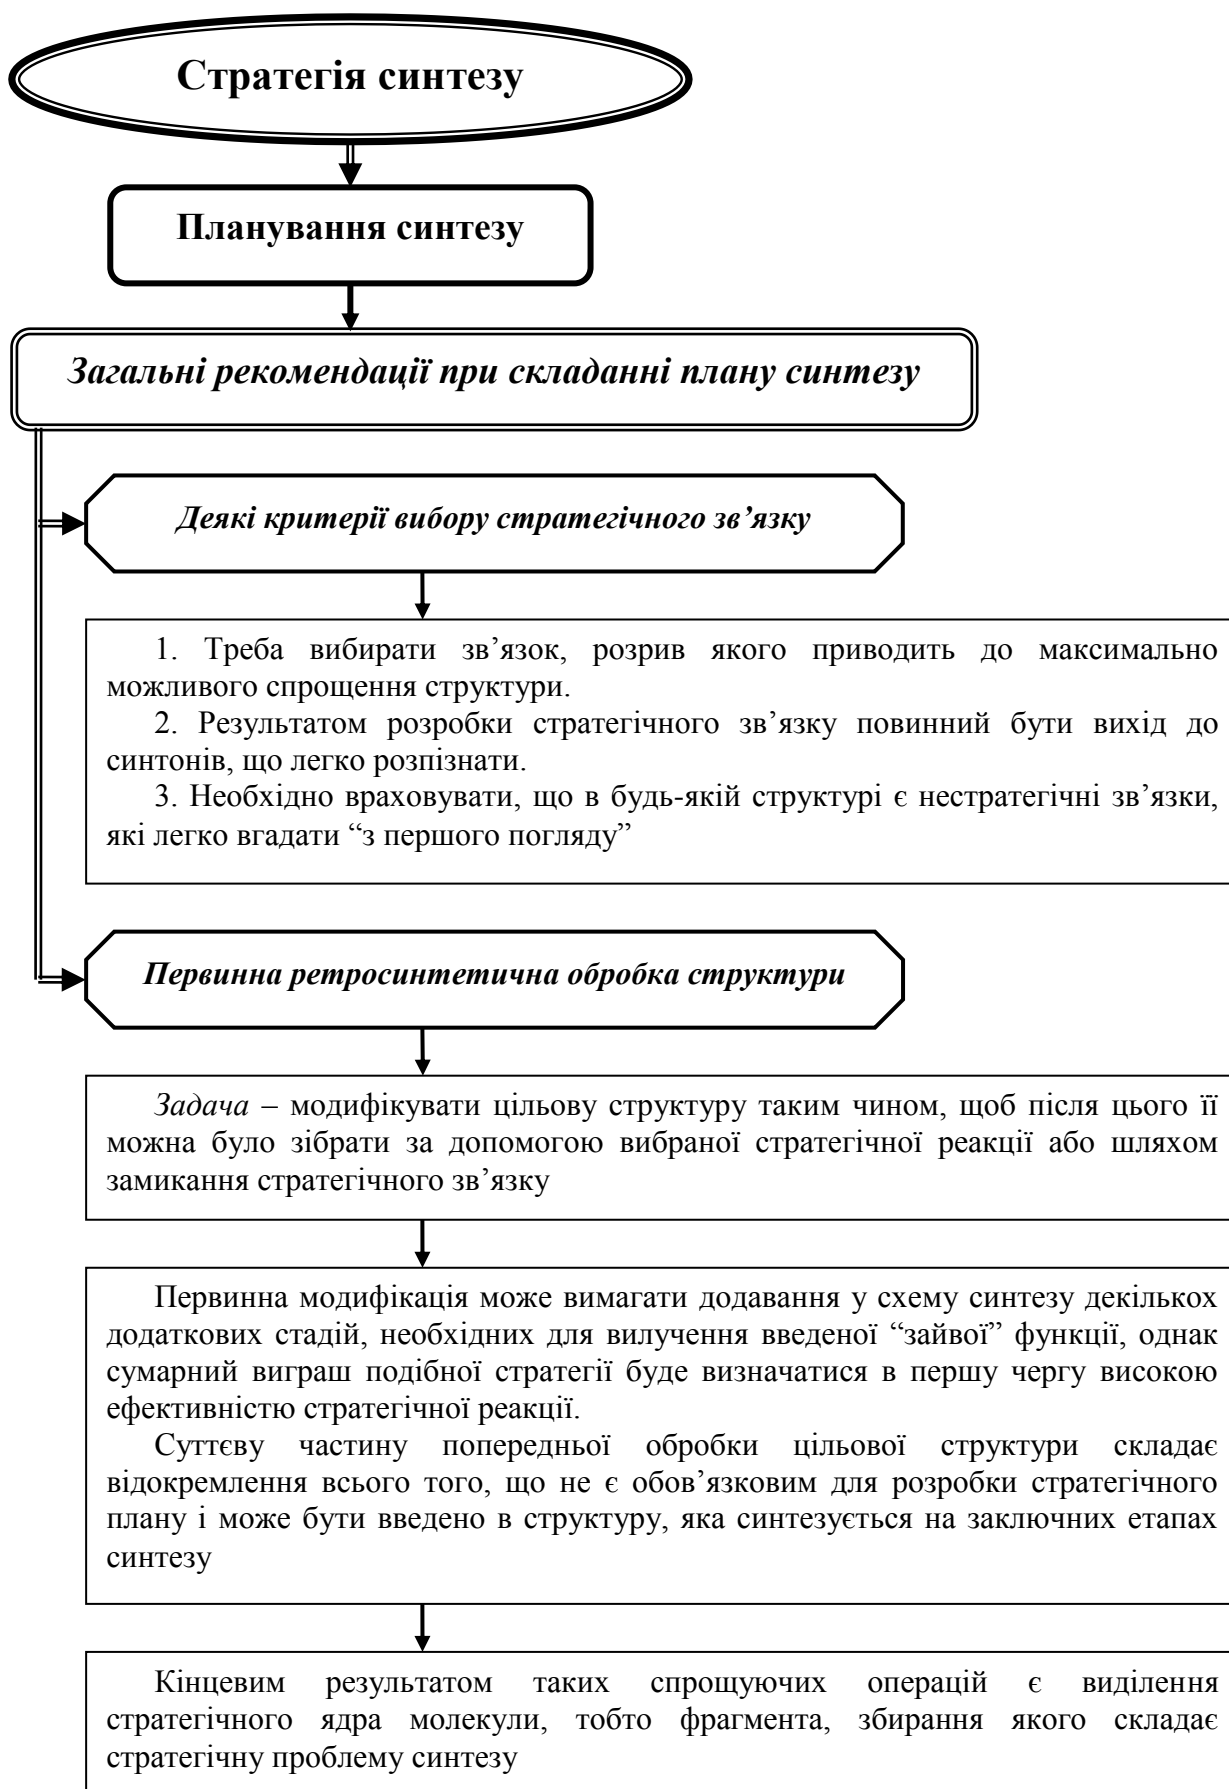 Стратегія синтезу
Планування синтезу
Загальні рекомендації при складанні плану синтезу
Деякі критерії вибору стратегічного зв’язку
1. Треба вибирати зв’язок, розрив якого приводить до максимально
можливого спрощення структури.
2. Результатом розробки стратегічного зв’язку повинний бути вихід до
синтонів, що легко розпізнати.
3. Необхідно враховувати, що в будь-якій структурі є нестратегічні зв’язки,
які легко вгадати “з першого погляду”
Первинна ретросинтетична обробка структури
Задача – модифікувати цільову структуру таким чином, щоб після цього її
можна було зібрати за допомогою вибраної стратегічної реакції або шляхом
замикання стратегічного зв’язку
Первинна модифікація може вимагати додавання у схему синтезу декількох
додаткових стадій, необхідних для вилучення введеної “зайвої” функції, однак
сумарний виграш подібної стратегії буде визначатися в першу чергу високою
ефективністю стратегічної реакції.
Суттєву частину попередньої обробки цільової структури складає
відокремлення всього того, що не є обов’язковим для розробки стратегічного
плану і може бути введено в структуру, яка синтезується на заключних етапах
синтезу
Кінцевим результатом таких спрощуючих операцій є виділення
стратегічного ядра молекули, тобто фрагмента, збирання якого складає
стратегічну проблему синтезу